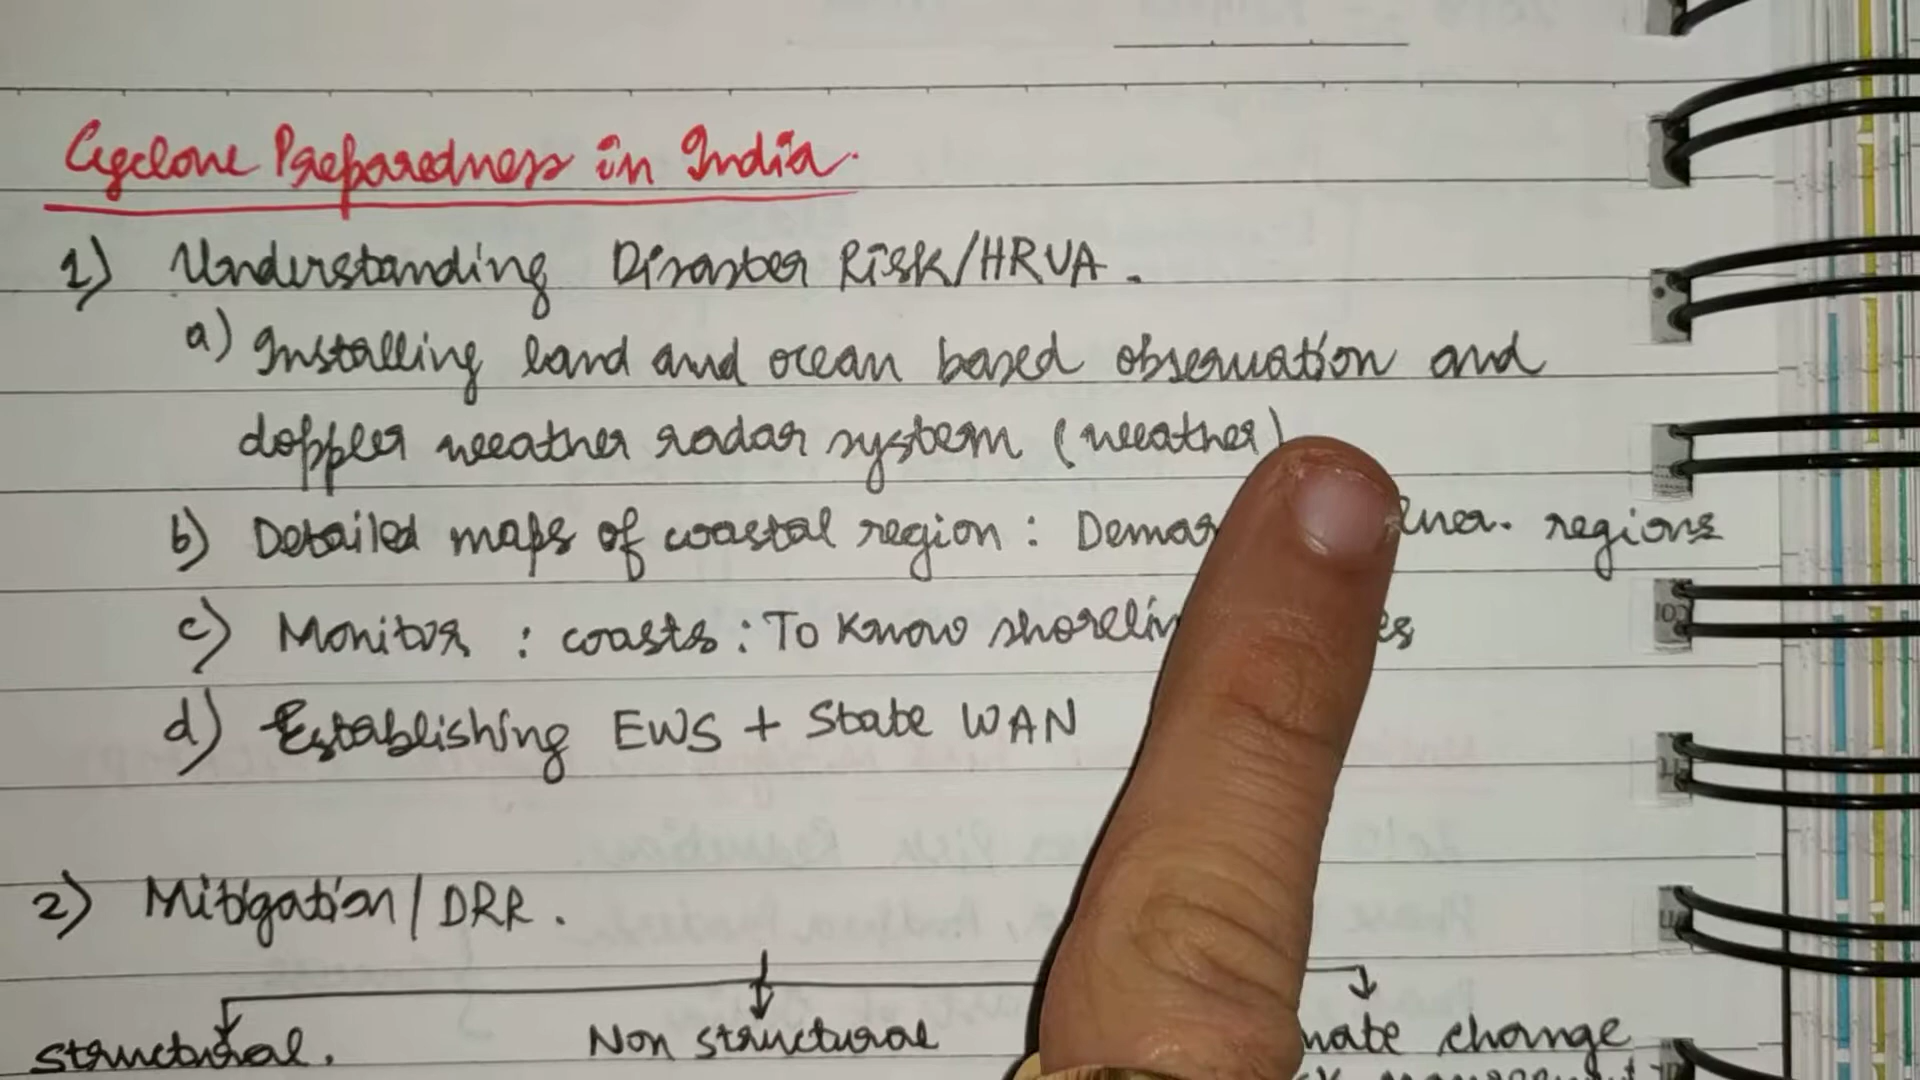 Cyclone Preparedness in India.
1) Understanding Disaster Risk/HRVA.
a) Installing land and ocean based observation and
doppler weather radar system (weather)
b) Detailed maps of coastal region : regions
c) Monitor : coasts : To know
d) Establishing EWS + State WAN
2) Mitigation / DRR.
structural. Non structural change